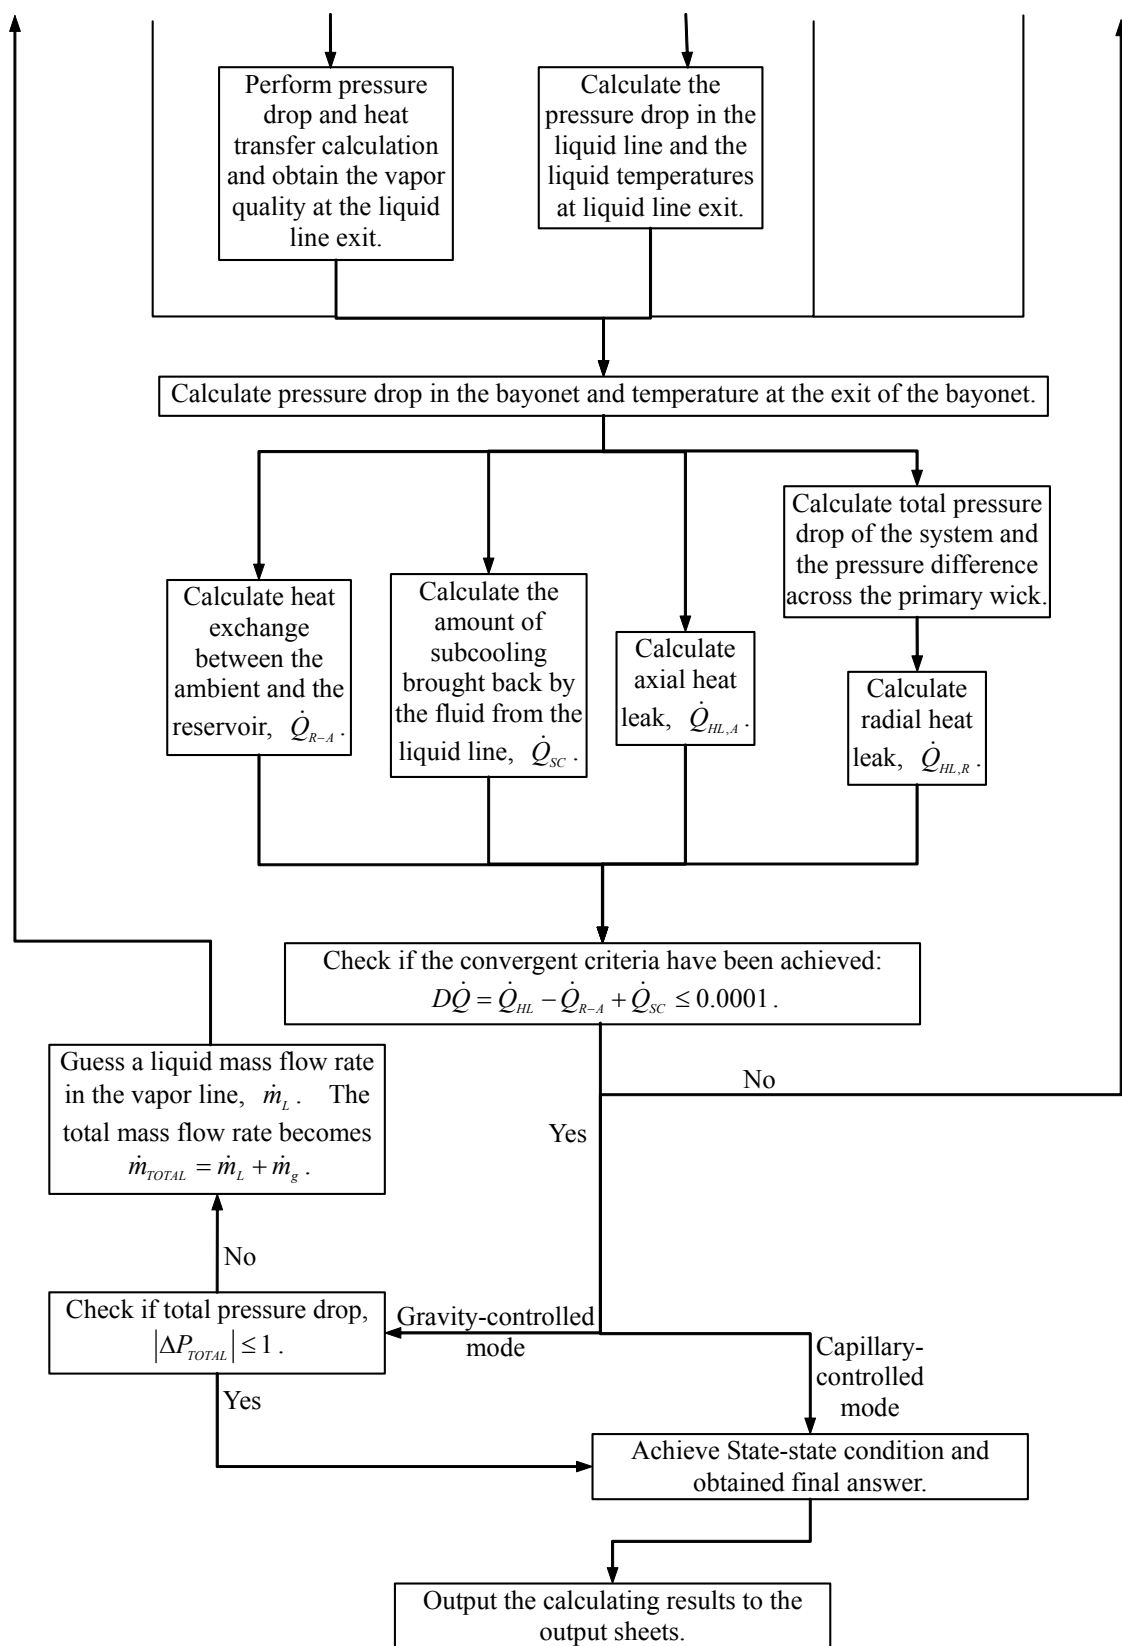 Perform pressure
drop and heat
transfer calculation
and obtain the vapor
quality at the liquid
line exit.
Calculate the
pressure drop in the
liquid line and the
liquid temperatures
at liquid line exit.
Calculate pressure drop in the bayonet and temperature at the exit of the bayonet.
Calculate heat
exchange
between the
ambient and the
reservoir, Q̇_{R−A}.
Calculate the
amount of
subcooling
brought back by
the fluid from the
liquid line, Q̇_{SC}.
Calculate
axial heat
leak, Q̇_{HL,A}.
Calculate total pressure
drop of the system and
the pressure difference
across the primary wick.
Calculate
radial heat
leak, Q̇_{HL,R}.
Check if the convergent criteria have been achieved:
DQ̇ = Q̇_{HL} − Q̇_{R−A} + Q̇_{SC} ≤ 0.0001.
No
Yes
Guess a liquid mass flow rate
in the vapor line, ṁ_L. The
total mass flow rate becomes
ṁ_{TOTAL} = ṁ_L + ṁ_g.
No
Check if total pressure drop,
|ΔP_{TOTAL}| ≤ 1.
Gravity-controlled
mode
Capillary-
controlled
mode
Yes
Achieve State-state condition and
obtained final answer.
Output the calculating results to the
output sheets.